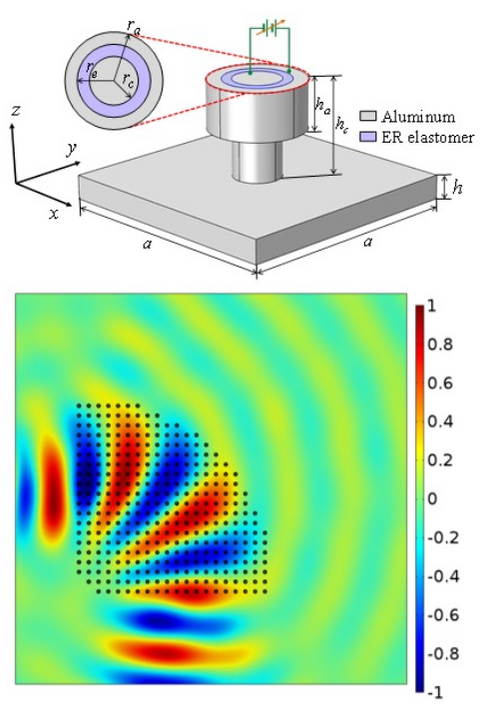 r_a
r_e
r_c
h_a
h_c
Aluminum
ER elastomer
z
y
x
h
a
a
1
0.8
0.6
0.4
0.2
0
-0.2
-0.4
-0.6
-0.8
-1